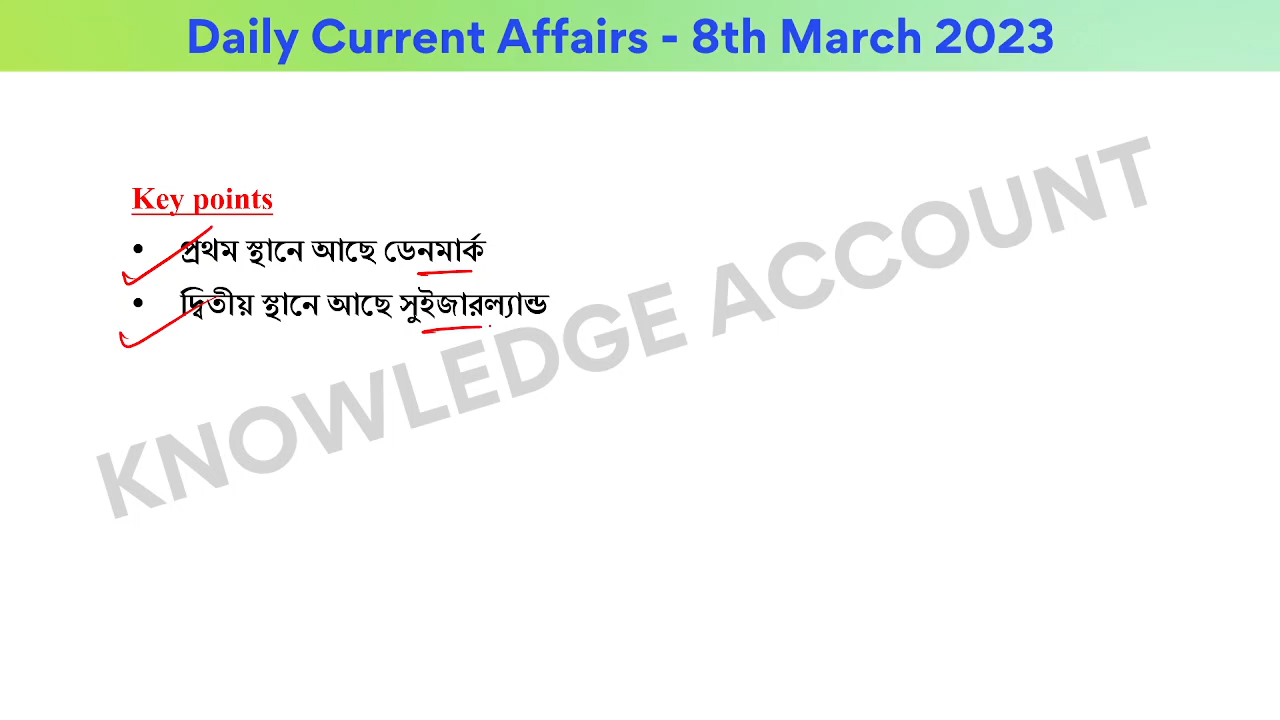 Daily Current Affairs - 8th March 2023
Key points
• প্রথম স্থানে আছে ডেনমার্ক
• দ্বিতীয় স্থানে আছে সুইজারল্যান্ড
KNOWLEDGE ACCOUNT